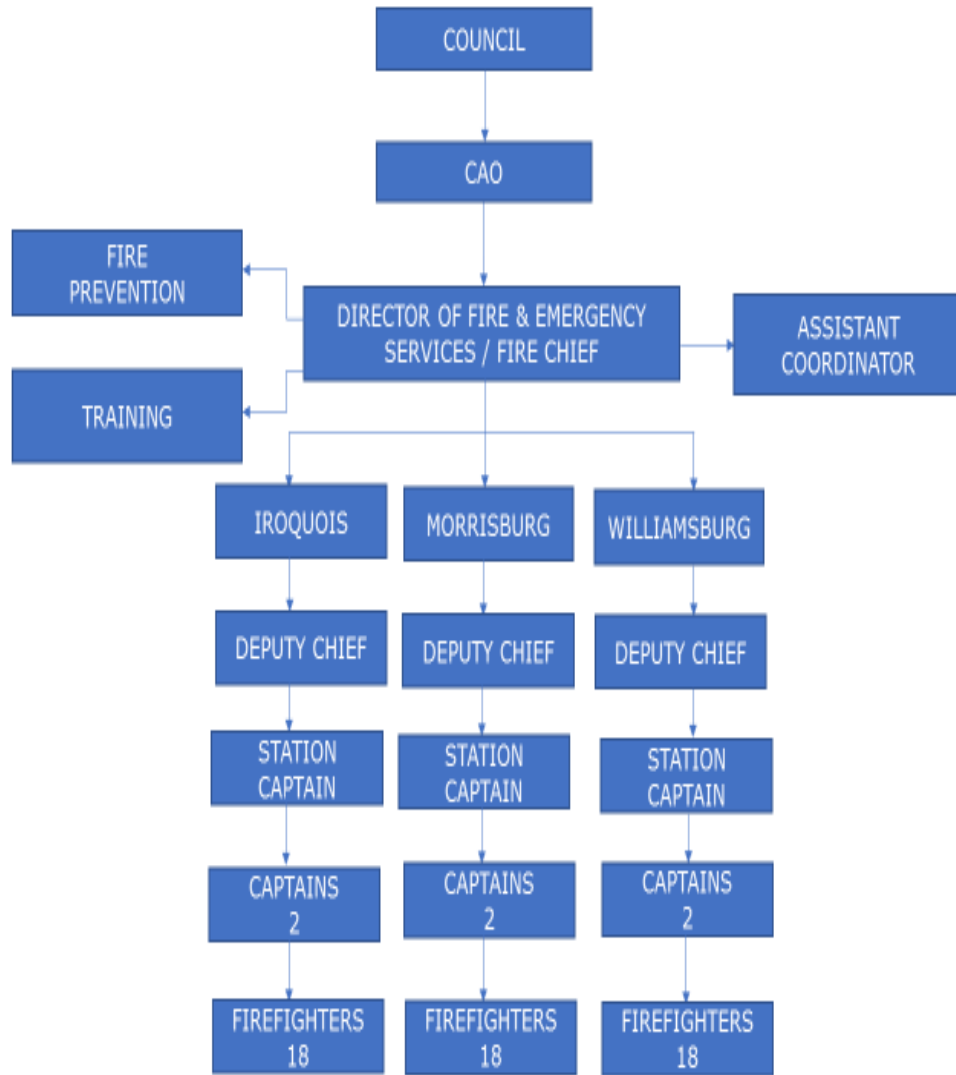 COUNCIL
CAO
FIRE
PREVENTION
DIRECTOR OF FIRE & EMERGENCY
SERVICES / FIRE CHIEF
ASSISTANT
COORDINATOR
TRAINING
IROQUOIS
MORRISBURG
WILLIAMSBURG
DEPUTY CHIEF
DEPUTY CHIEF
DEPUTY CHIEF
STATION
CAPTAIN
STATION
CAPTAIN
STATION
CAPTAIN
CAPTAINS
2
CAPTAINS
2
CAPTAINS
2
FIREFIGHTERS
18
FIREFIGHTERS
18
FIREFIGHTERS
18